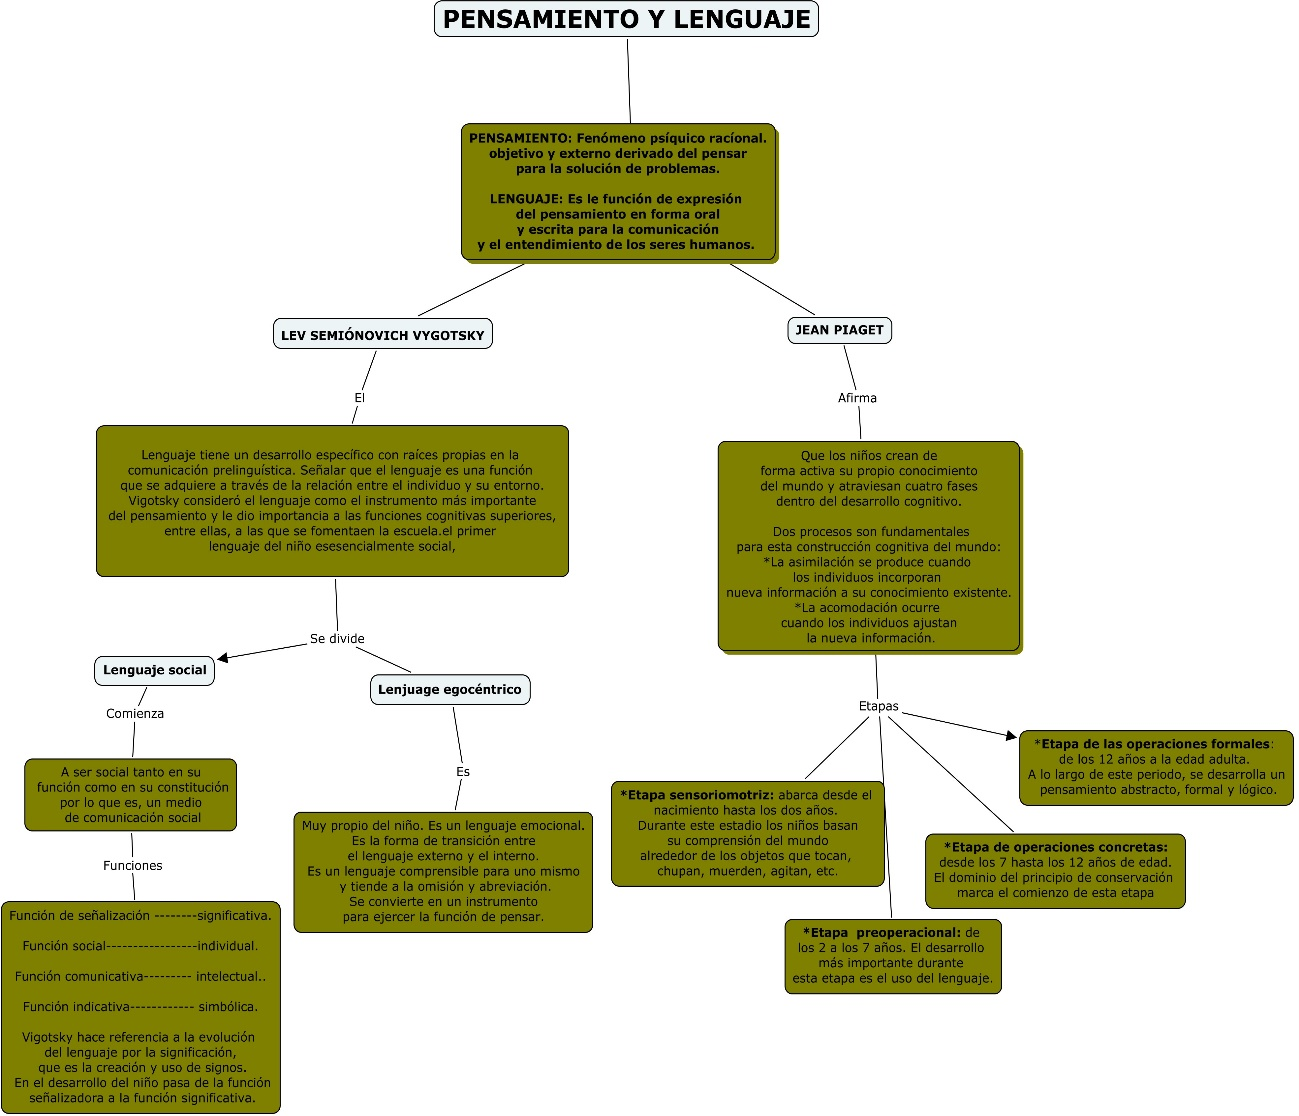 PENSAMIENTO Y LENGUAJE
PENSAMIENTO: Fenómeno psíquico racíonal.
objetivo y externo derivado del pensar
para la solución de problemas.
LENGUAJE: Es le función de expresión
del pensamiento en forma oral
y escrita para la comunicación
y el entendimiento de los seres humanos.
LEV SEMIÓNOVICH VYGOTSKY
El
Lenguaje tiene un desarrollo específico con raíces propias en la
comunicación prelinguística. Señalar que el lenguaje es una función
que se adquiere a través de la relación entre el individuo y su entorno.
Vigotsky consideró el lenguaje como el instrumento más importante
del pensamiento y le dio importancia a las funciones cognitivas superiores,
entre ellas, a las que se fomentaen la escuela.el primer
lenguaje del niño esesencialmente social,
Se divide
Lenguaje social
Comienza
A ser social tanto en su
función como en su constitución
por lo que es, un medio
de comunicación social
Funciones
Función de señalización --------significativa.
Función social-----------------individual.
Función comunicativa--------- intelectual..
Función indicativa------------ simbólica.
Vigotsky hace referencia a la evolución
del lenguaje por la significación,
que es la creación y uso de signos.
En el desarrollo del niño pasa de la función
señalizadora a la función significativa.
Lenjuage egocéntrico
Es
Muy propio del niño. Es un lenguaje emocional.
Es la forma de transición entre
el lenguaje externo y el interno.
Es un lenguaje comprensible para uno mismo
y tiende a la omisión y abreviación.
Se convierte en un instrumento
para ejercer la función de pensar.
JEAN PIAGET
Afirma
Que los niños crean de
forma activa su propio conocimiento
del mundo y atraviesan cuatro fases
dentro del desarrollo cognitivo.
Dos procesos son fundamentales
para esta construcción cognitiva del mundo:
*La asimilación se produce cuando
los individuos incorporan
nueva información a su conocimiento existente.
*La acomodación ocurre
cuando los individuos ajustan
la nueva información.
Etapas
*Etapa sensoriomotriz: abarca desde el
nacimiento hasta los dos años.
Durante este estadio los niños basan
su comprensión del mundo
alrededor de los objetos que tocan,
chupan, muerden, agitan, etc.
*Etapa  preoperacional: de
los 2 a los 7 años. El desarrollo
más importante durante
esta etapa es el uso del lenguaje.
*Etapa de operaciones concretas:
desde los 7 hasta los 12 años de edad.
El dominio del principio de conservación
marca el comienzo de esta etapa
*Etapa de las operaciones formales:
de los 12 años a la edad adulta.
A lo largo de este periodo, se desarrolla un
pensamiento abstracto, formal y lógico.